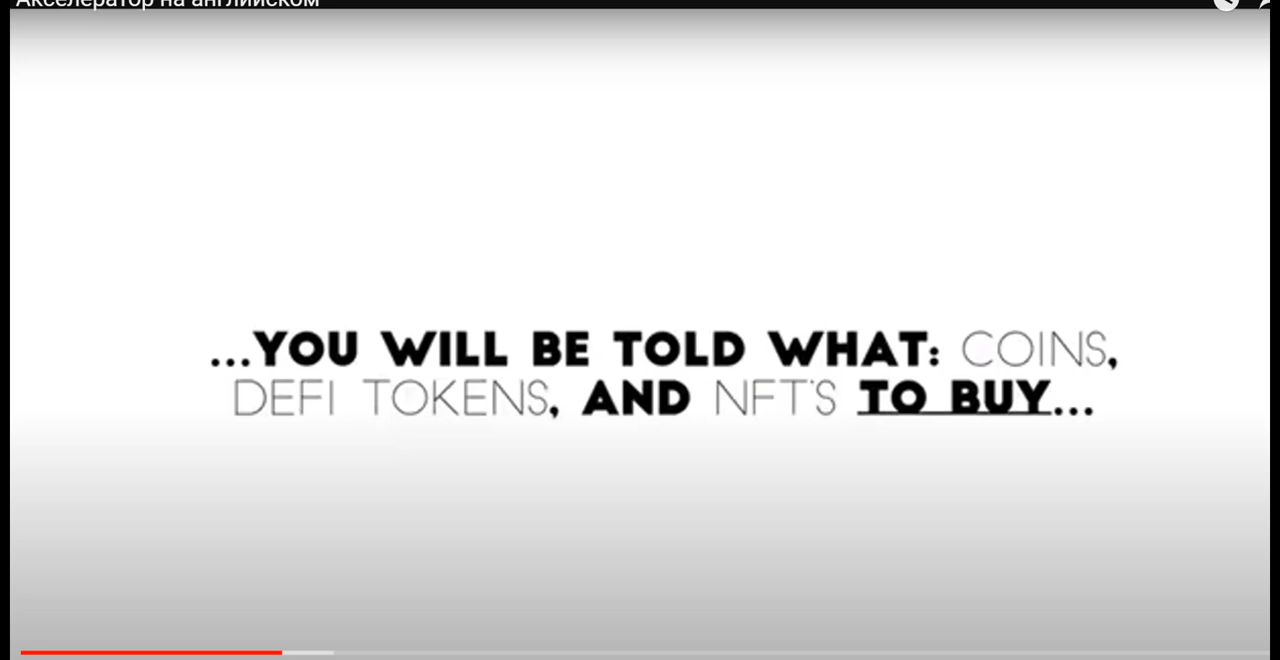 Акселератор на английском
...YOU WILL BE TOLD WHAT: COINS,
DEFI TOKENS, AND NFT'S TO BUY...